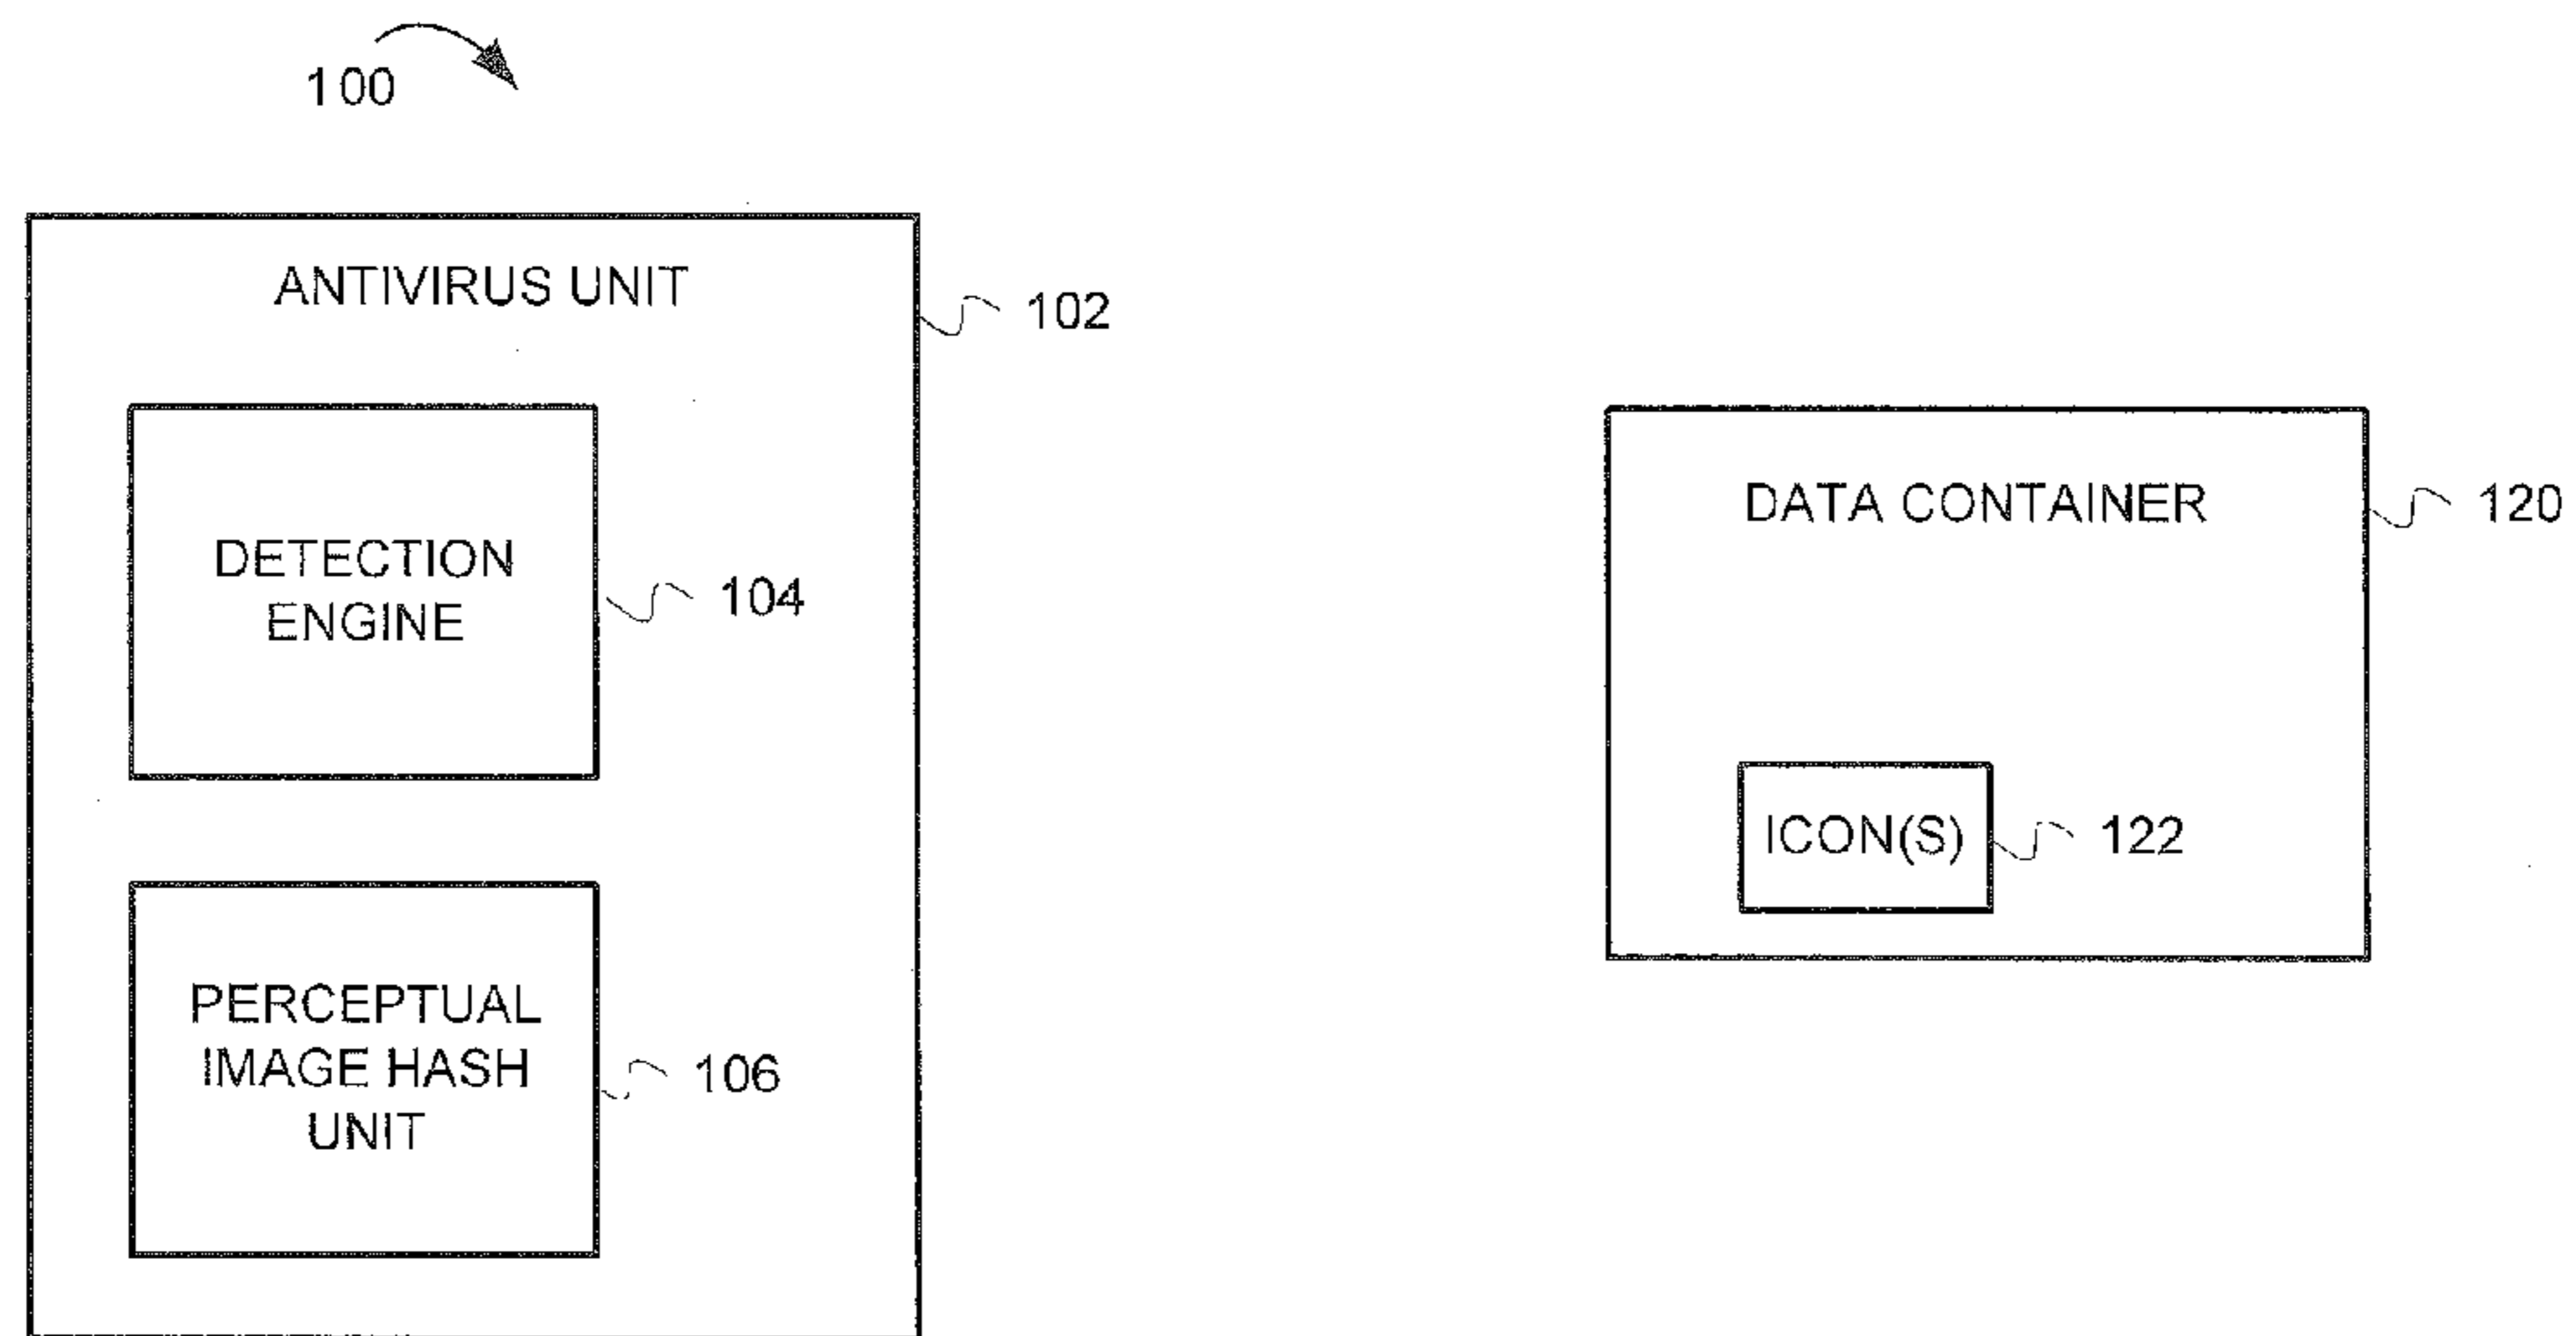 100
ANTIVIRUS UNIT
102
DETECTION
ENGINE
104
PERCEPTUAL
IMAGE HASH
UNIT
106
DATA CONTAINER
120
ICON(S)
122